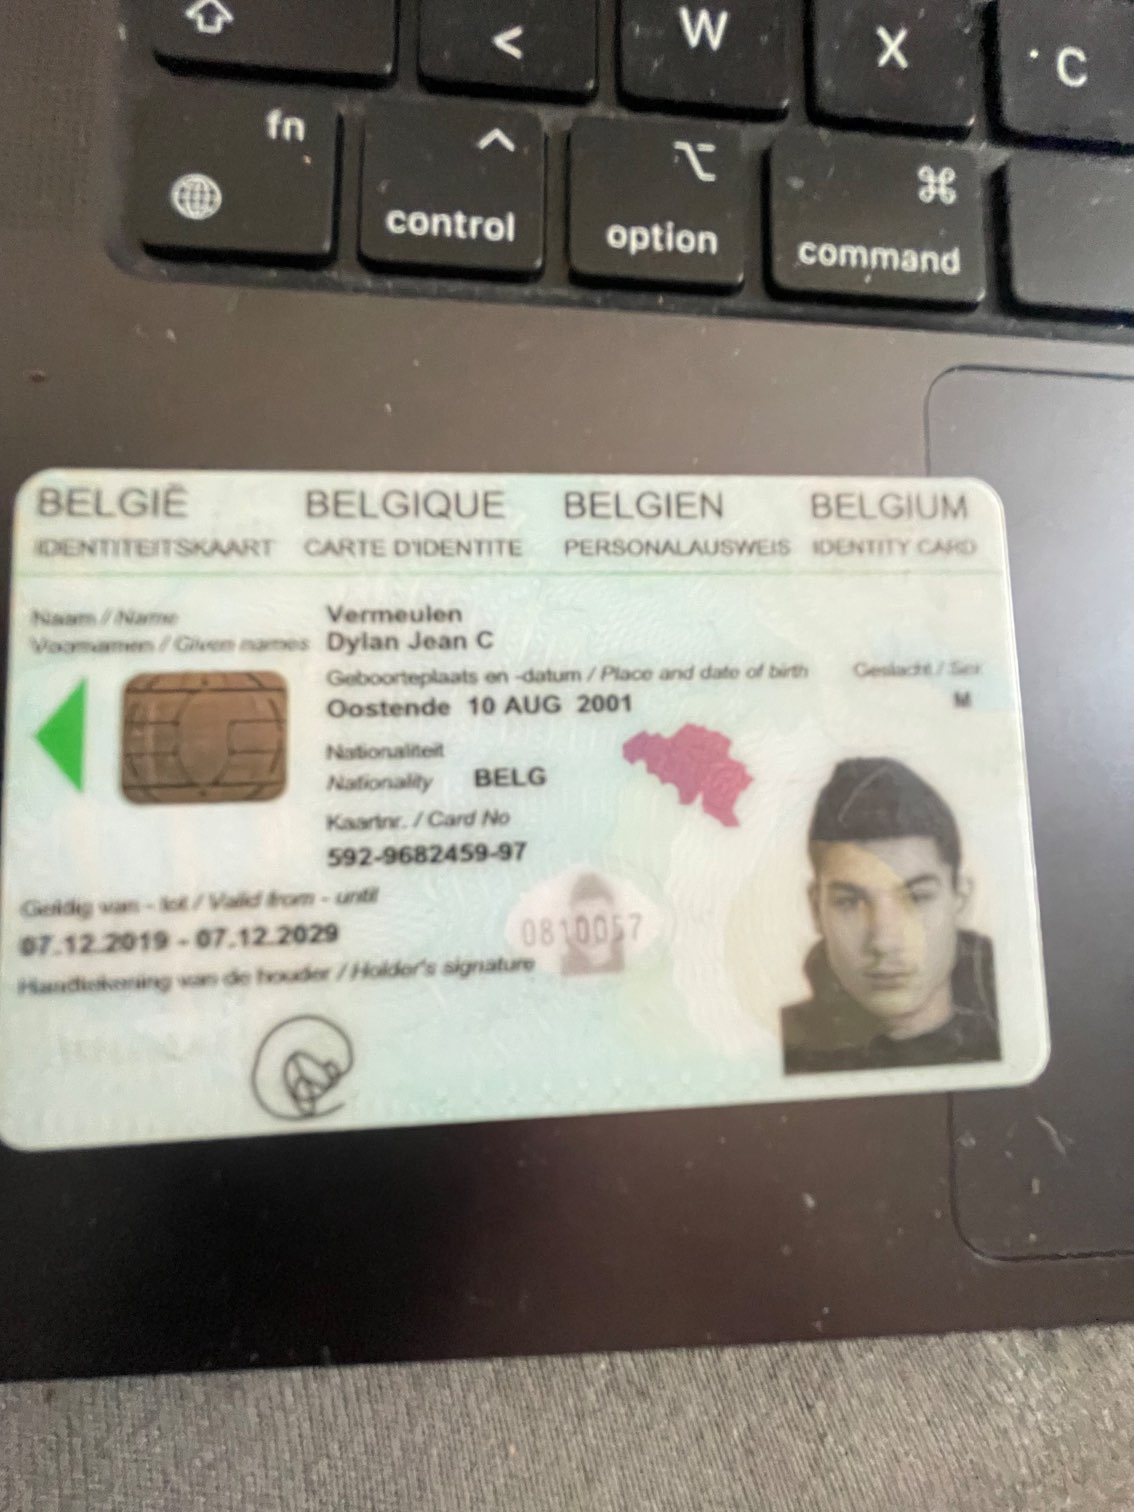 < W X C
fn
control option command
BELGIË BELGIQUE BELGIEN BELGIUM
IDENTITEITSKAART CARTE D'IDENTITE PERSONALAUSWEIS IDENTITY CARD
Naam / Name Vermeulen
Voornamen / Given names Dylan Jean C
Geboorteplaats en -datum / Place and date of birth Geslacht / Sex
Oostende 10 AUG 2001 M
Nationaliteit
Nationality BELG
Kaartnr. / Card No
592-9682459-97
Geldig van - tot / Valid from - until
07.12.2019 - 07.12.2029
0810057
Handtekening van de houder / Holder's signature